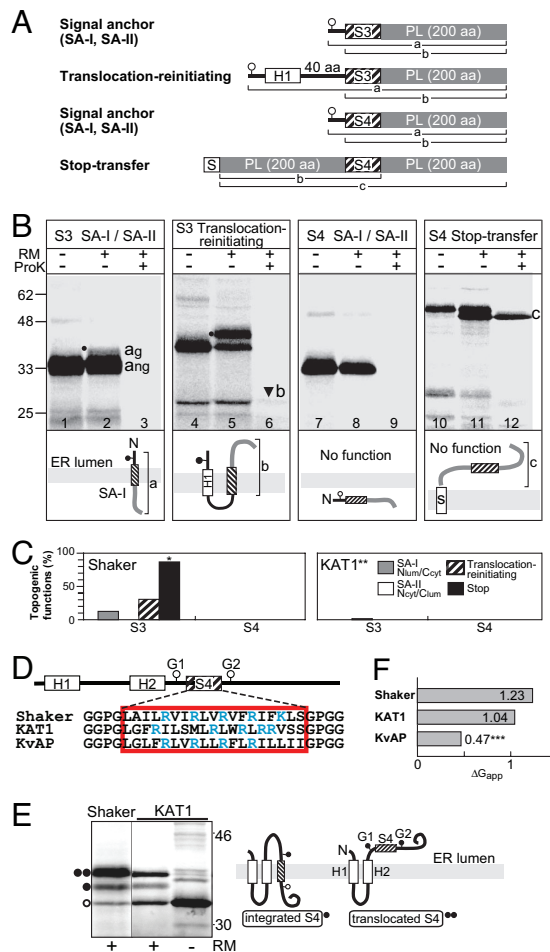 A
Signal anchor
(SA-I, SA-II)
S3 PL (200 aa)
a
b
Translocation-reinitiating
H1 40 aa S3 PL (200 aa)
a
b
Signal anchor
(SA-I, SA-II)
S4 PL (200 aa)
a
b
Stop-transfer
S PL (200 aa) S4 PL (200 aa)
b
c
B
S3 SA-I / SA-II
S3 Translocation-
reinitiating
S4 SA-I / SA-II
S4 Stop-transfer
RM - + + - + + - + + - + +
ProK - - + - - + - - + - - +
62
48
33
25
ag
ang
b
c
1 2 3 4 5 6 7 8 9 10 11 12
ER lumen
N
SA-I
a
H1
b
No function
N
No function
S
c
C
Topogenic
functions (%)
100
50
0
Shaker
*
S3 S4
KAT1**
SA-I
Nlum/Ccyt
SA-II
Ncyt/Clum
Translocation-
reinitiating
Stop
S3 S4
D
H1 H2 G1 S4 G2
Shaker GGPGLAILRVIRLVRVFRIFKLSGPGG
KAT1 GGPGLGFRILSMLRLWRLRRVSSGPGG
KvAP GGPGLGLFRLVRLLRFLRILLIIGPGG
F
Shaker 1.23
KAT1 1.04
KvAP 0.47***
0 1
ΔGapp
E
Shaker KAT1
46
30
+ + - RM
integrated S4
N
H1 H2
G1 S4 G2
translocated S4
ER lumen